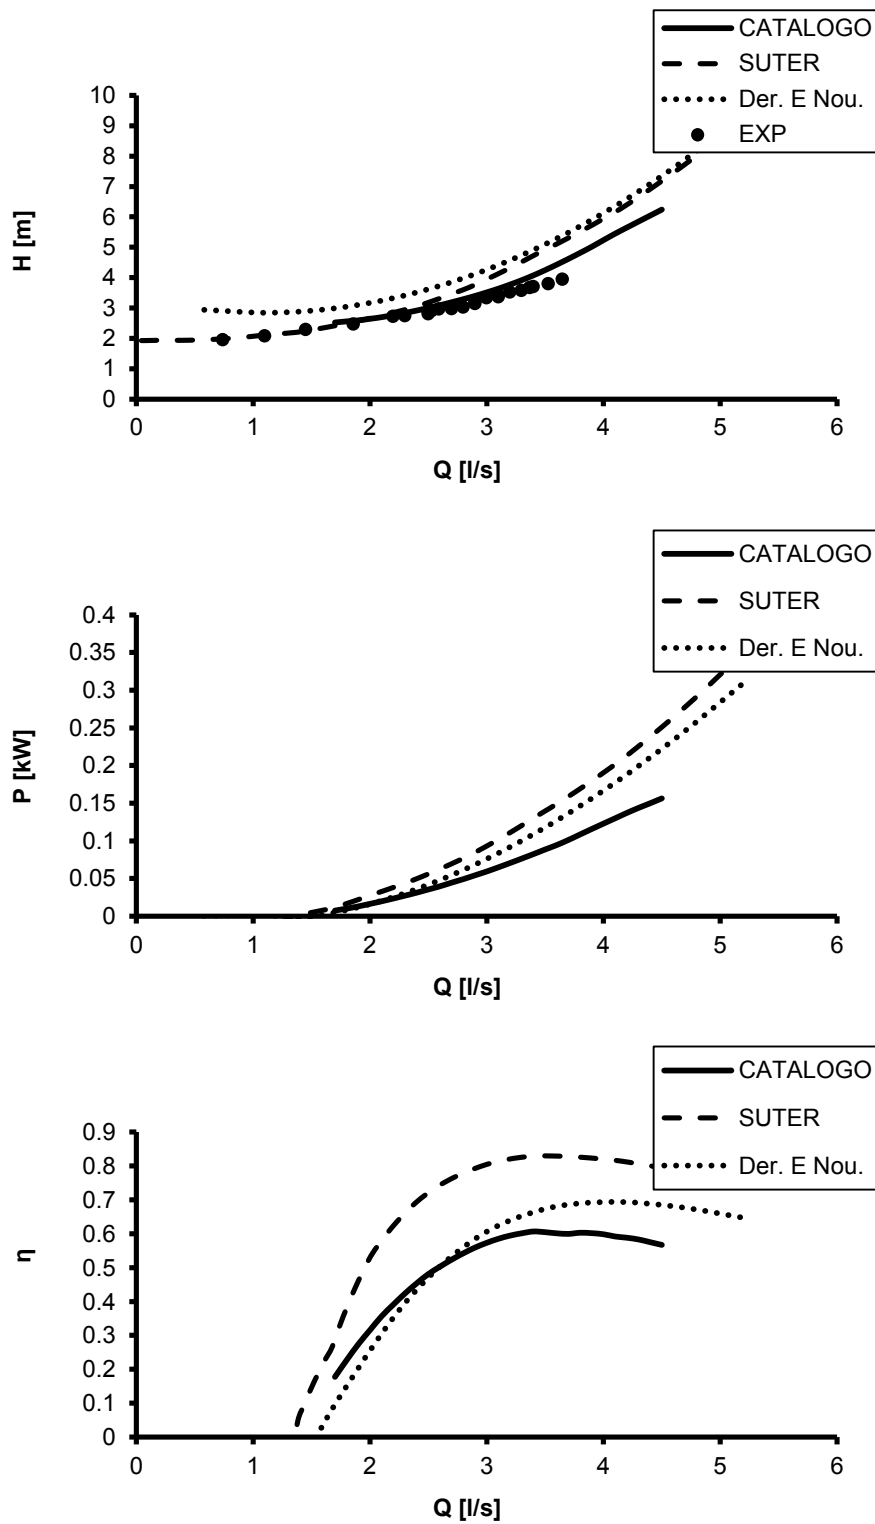 CATALOGO
SUTER
Der. E Nou.
EXP
10
9
8
7
6
5
4
3
2
1
0
H [m]
0 1 2 3 4 5 6
Q [l/s]
CATALOGO
SUTER
Der. E Nou.
0.4
0.35
0.3
0.25
0.2
0.15
0.1
0.05
0
P [kW]
0 1 2 3 4 5 6
Q [l/s]
CATALOGO
SUTER
Der. E Nou.
0.9
0.8
0.7
0.6
0.5
0.4
0.3
0.2
0.1
0
η
0 1 2 3 4 5 6
Q [l/s]